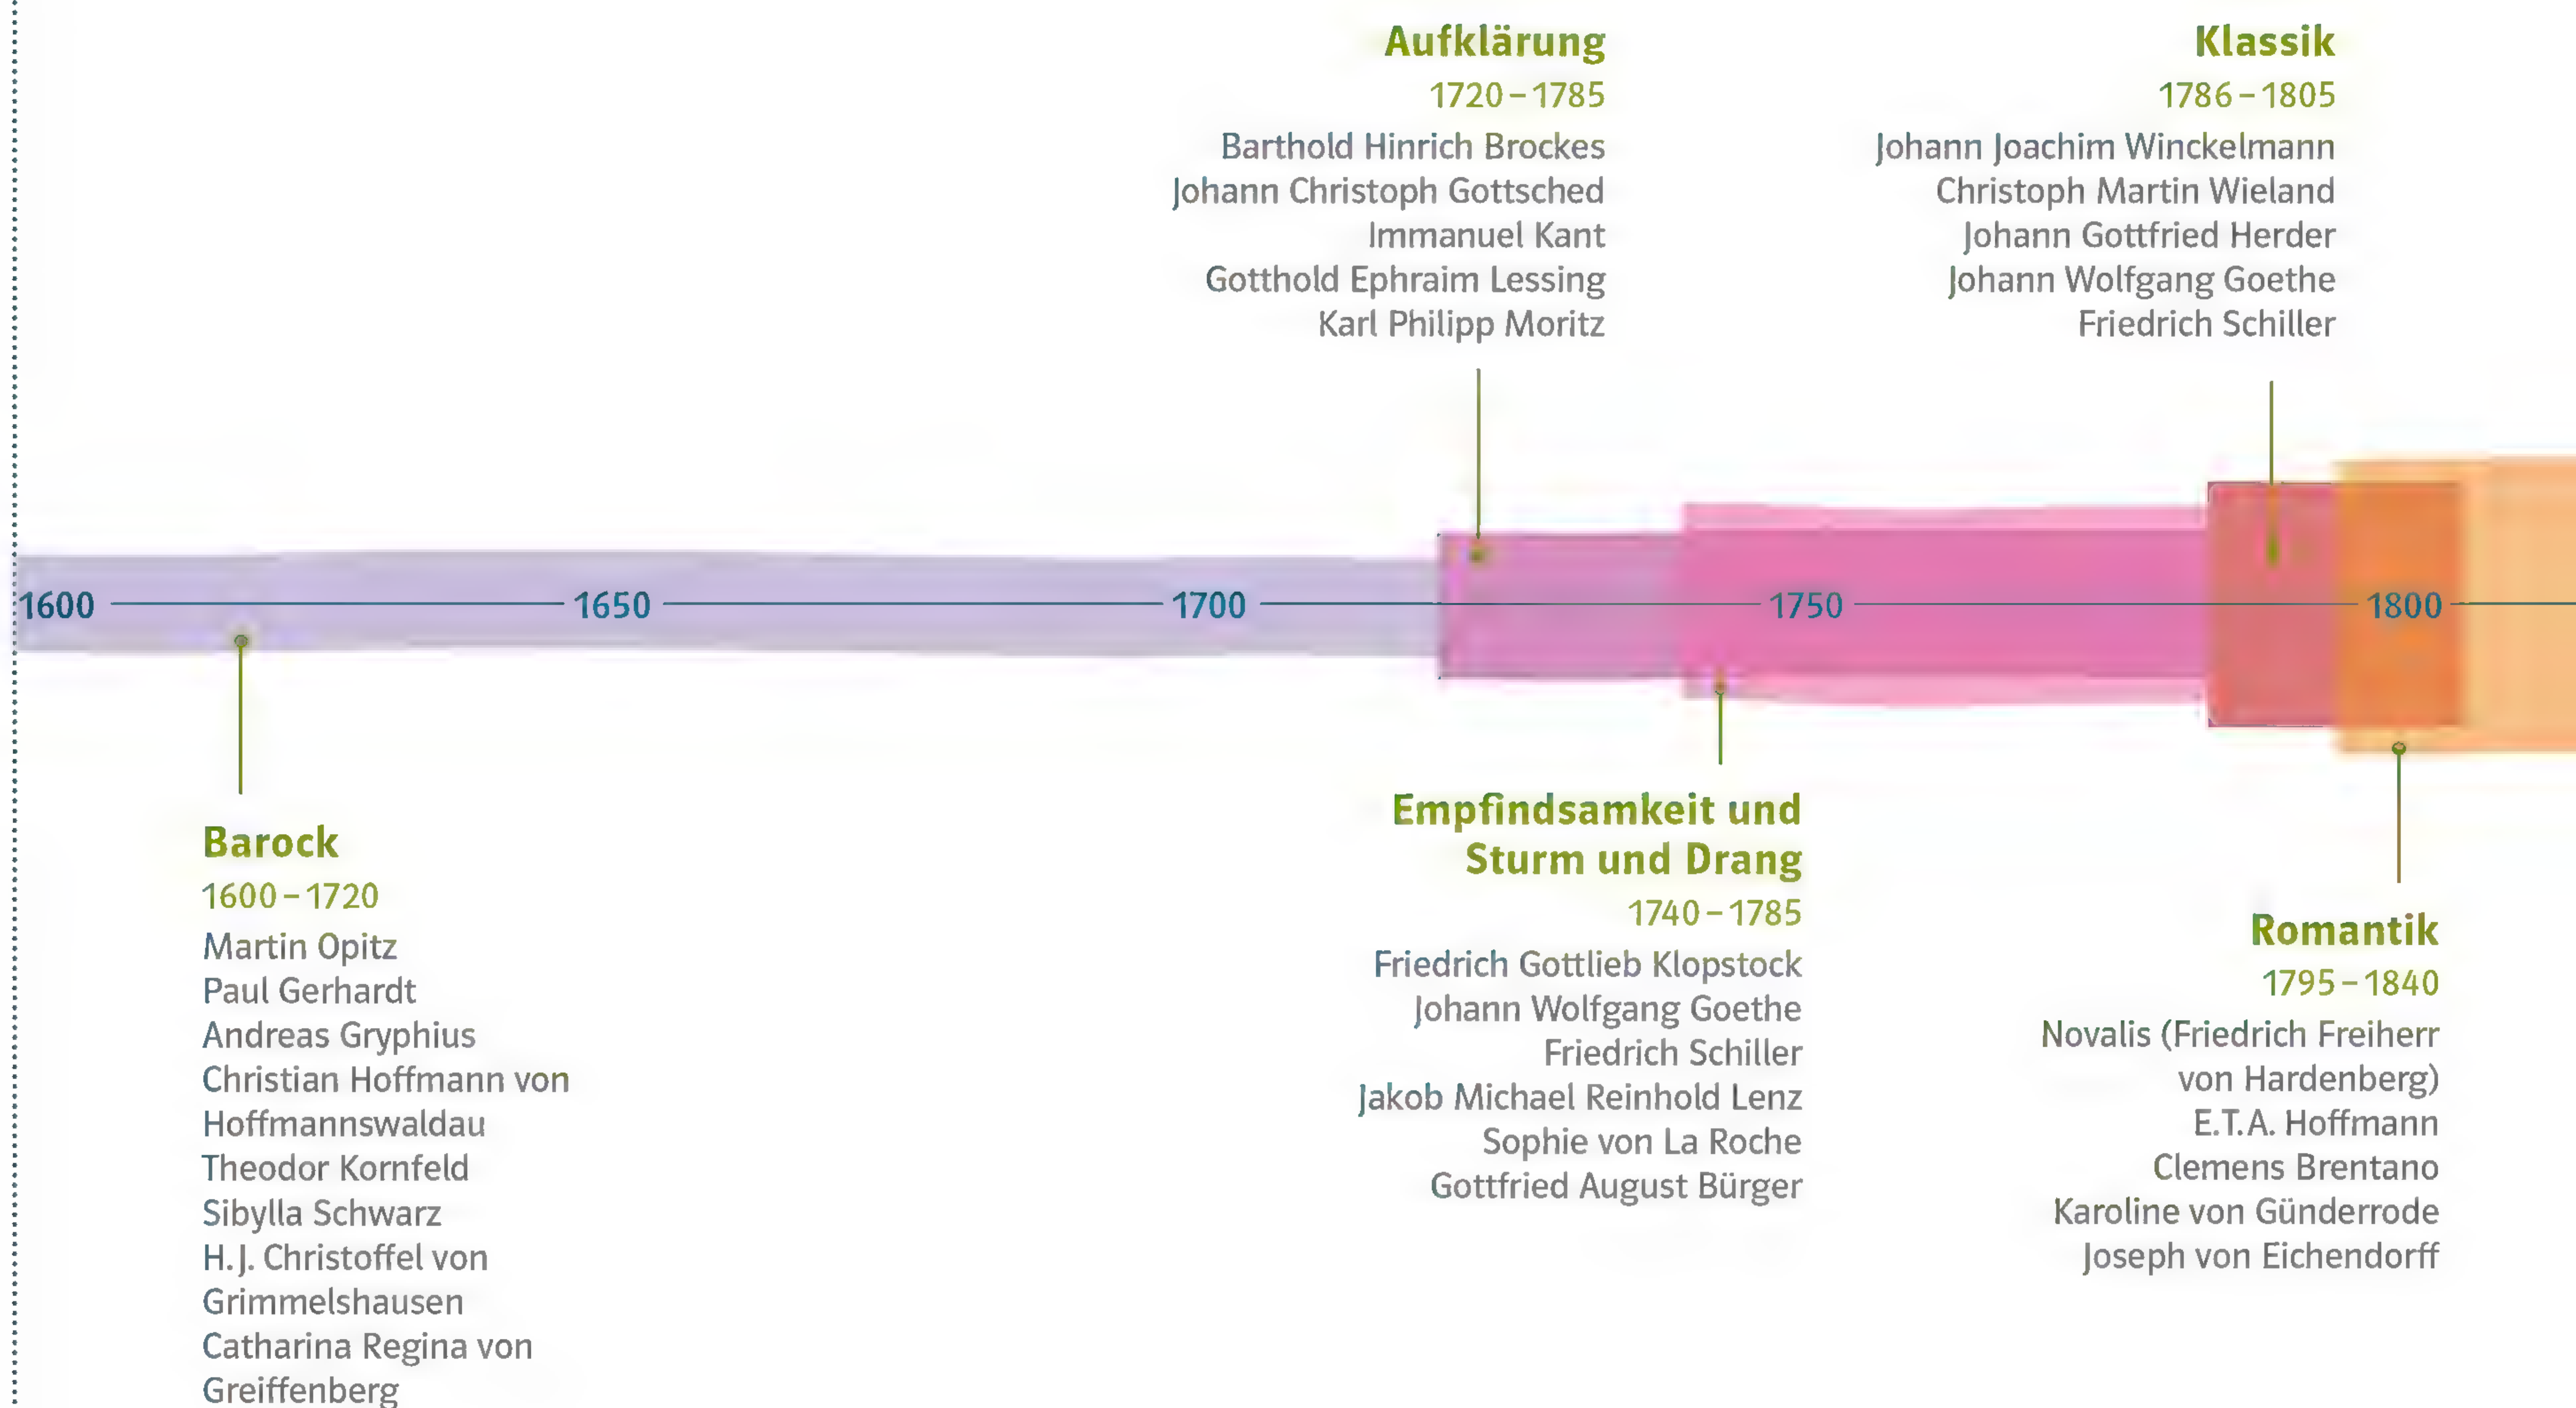 Aufklärung
1720–1785
Barthold Hinrich Brockes
Johann Christoph Gottsched
Immanuel Kant
Gotthold Ephraim Lessing
Karl Philipp Moritz
Klassik
1786–1805
Johann Joachim Winckelmann
Christoph Martin Wieland
Johann Gottfried Herder
Johann Wolfgang Goethe
Friedrich Schiller
1600 1650 1700 1750 1800
Barock
1600–1720
Martin Opitz
Paul Gerhardt
Andreas Gryphius
Christian Hoffmann von
Hoffmannswaldau
Theodor Kornfeld
Sibylla Schwarz
H.J. Christoffel von
Grimmelshausen
Catharina Regina von
Greiffenberg
Empfindsamkeit und
Sturm und Drang
1740–1785
Friedrich Gottlieb Klopstock
Johann Wolfgang Goethe
Friedrich Schiller
Jakob Michael Reinhold Lenz
Sophie von La Roche
Gottfried August Bürger
Romantik
1795–1840
Novalis (Friedrich Freiherr
von Hardenberg)
E.T.A. Hoffmann
Clemens Brentano
Karoline von Günderrode
Joseph von Eichendorff